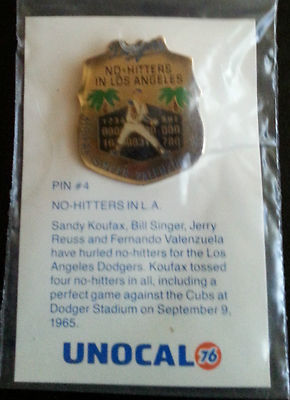 NO-HITTERS
IN LOS ANGELES
PIN #4
NO-HITTERS IN L.A.
Sandy Koufax, Bill Singer, Jerry
Reuss and Fernando Valenzuela
have hurled no-hitters for the Los
Angeles Dodgers. Koufax tossed
four no-hitters in all, including a
perfect game against the Cubs at
Dodger Stadium on September 9,
1965.
UNOCAL 76